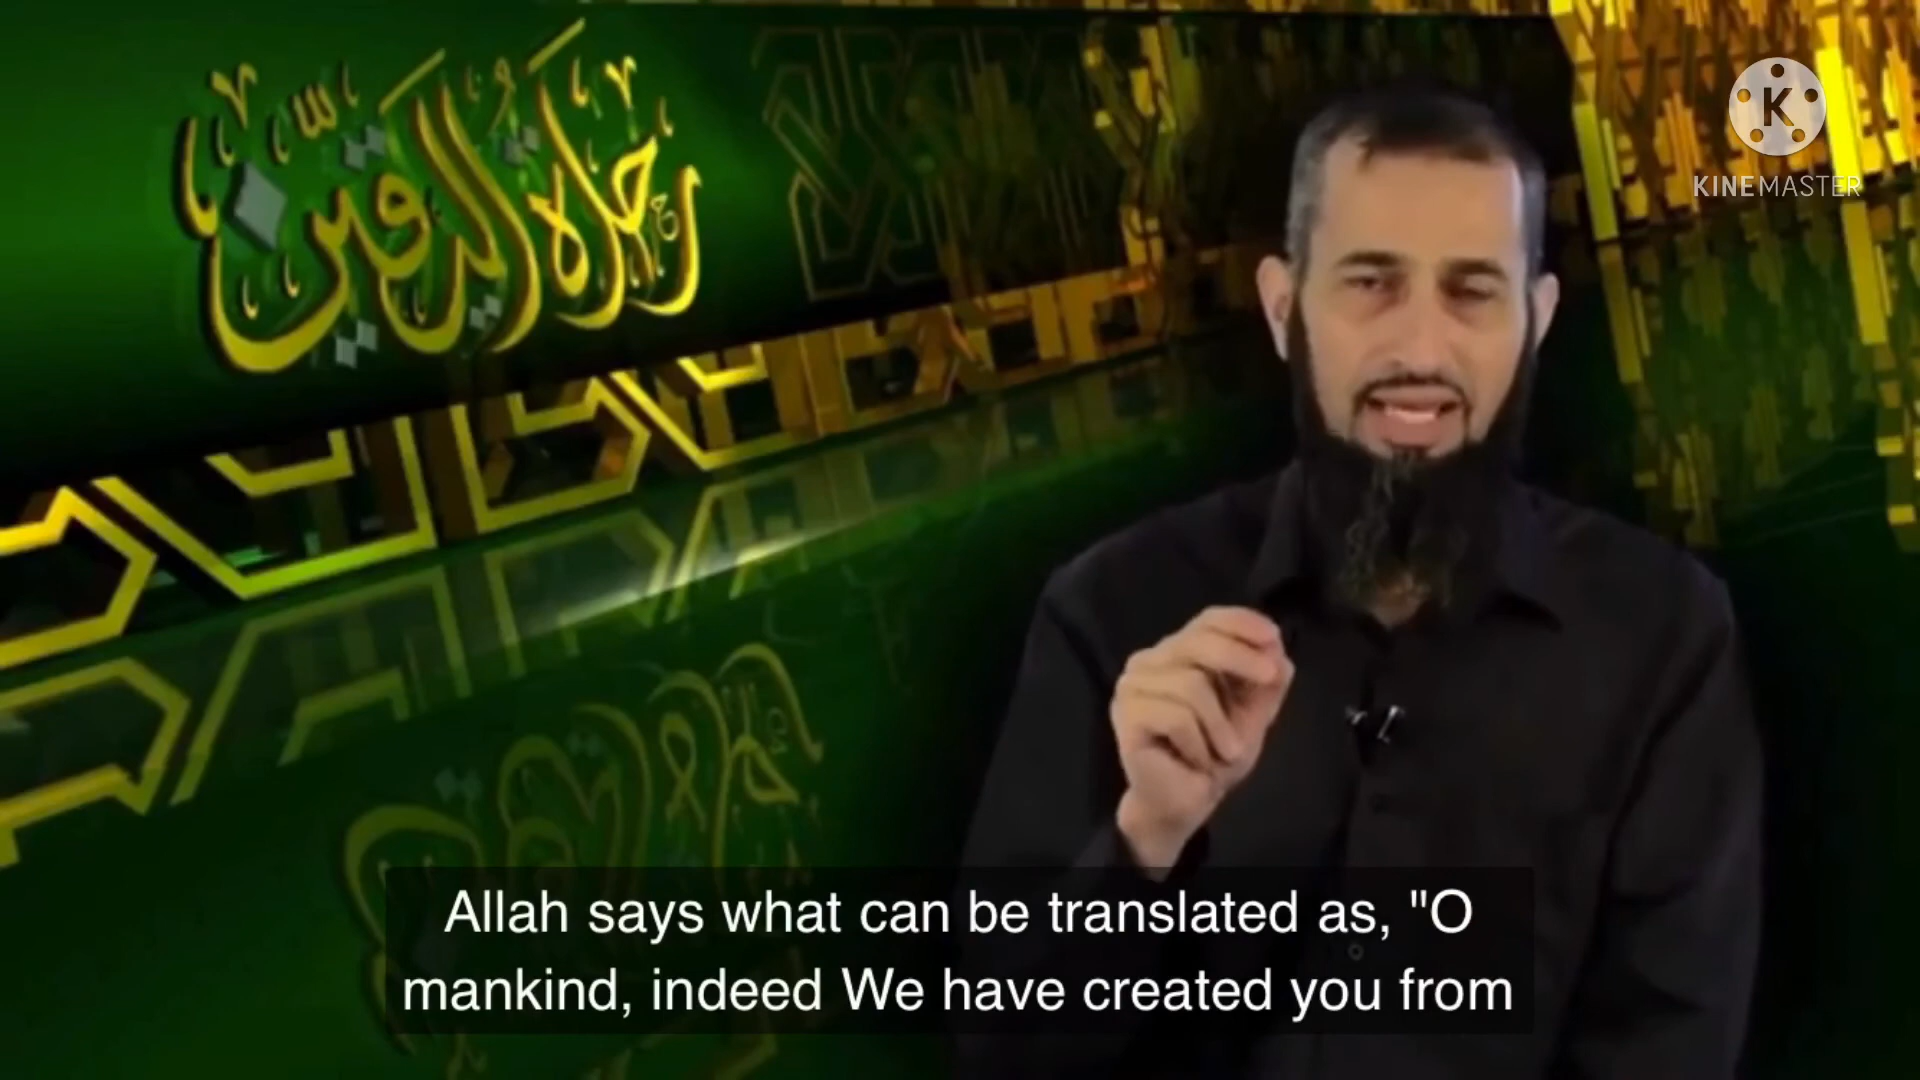 رحلة اليقين
K
KINEMASTER
Allah says what can be translated as, "O
mankind, indeed We have created you from